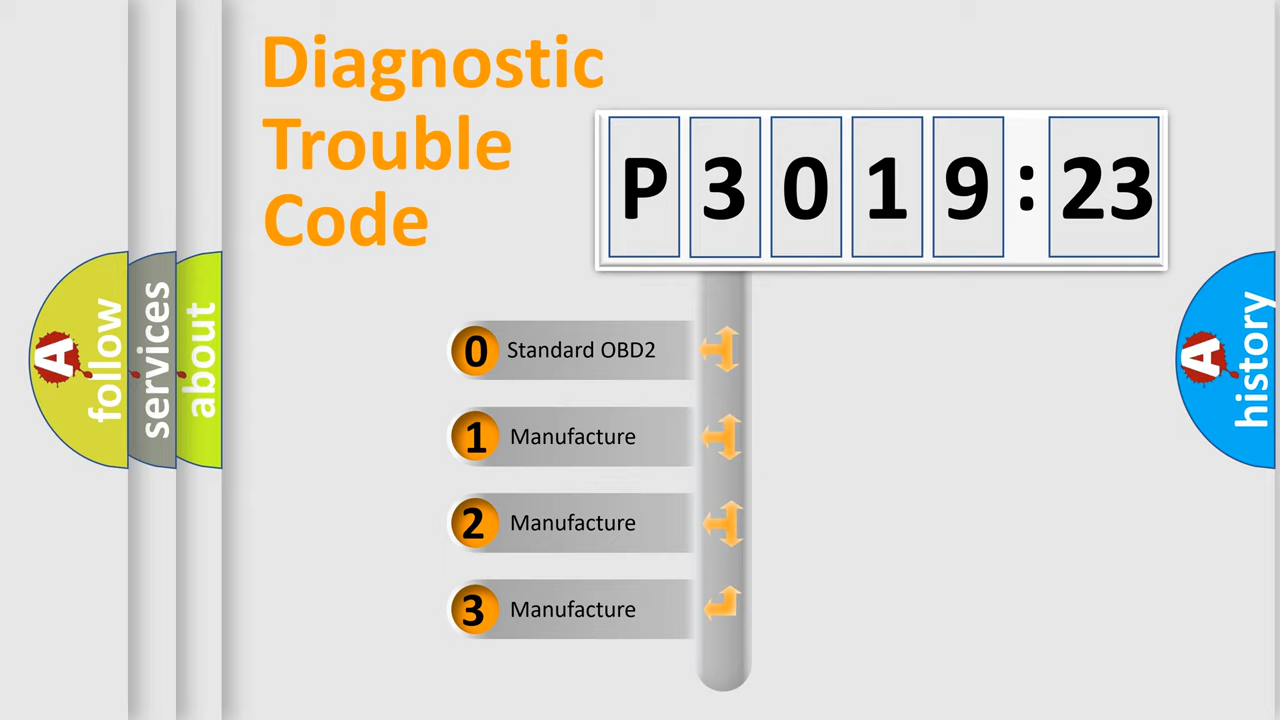 Diagnostic
Trouble
Code
P 3 0 1 9 : 23
0 Standard OBD2
1 Manufacture
2 Manufacture
3 Manufacture
A follow
services
about
A history